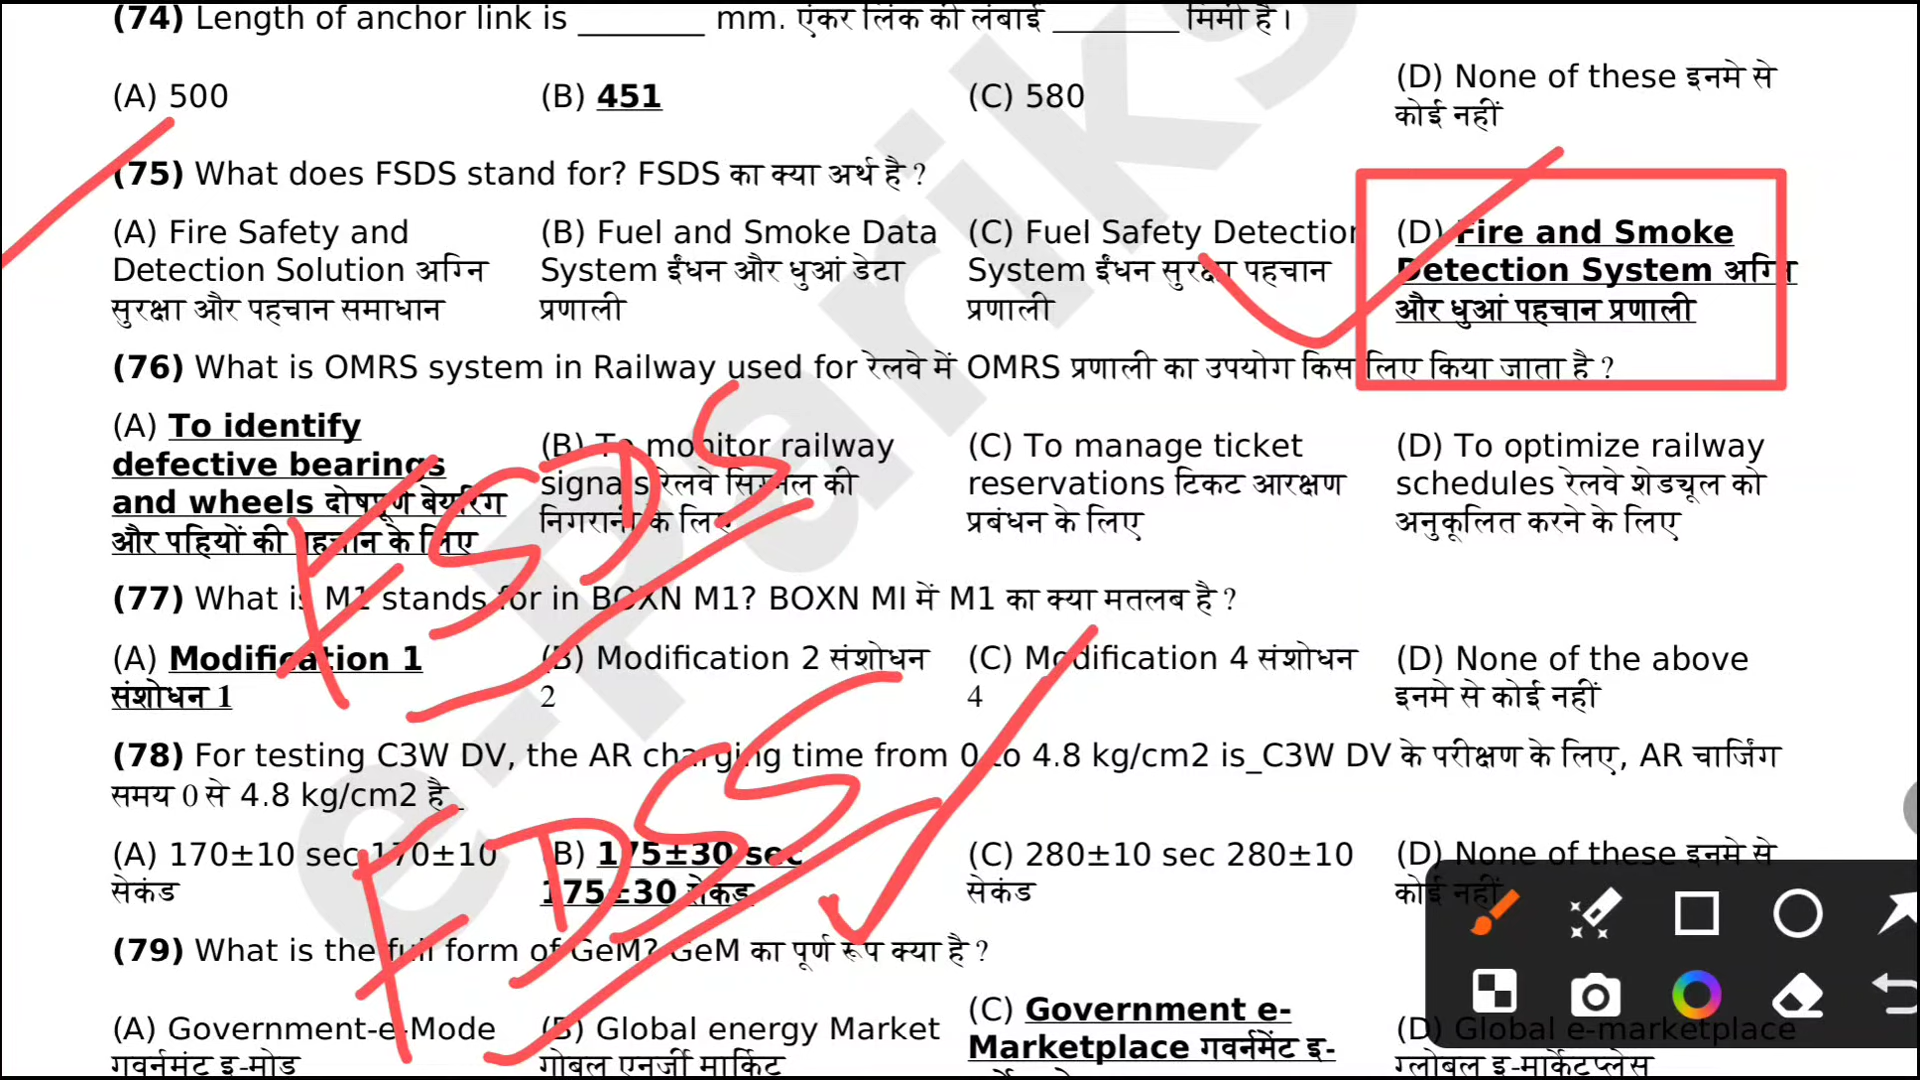 (74) Length of anchor link is ________ mm. एंकर लिंक की लंबाई ________ मिमी है।
(A) 500 (B) 451 (C) 580 (D) None of these इनमे से
कोई नहीं
(75) What does FSDS stand for? FSDS का क्या अर्थ है ?
(A) Fire Safety and (B) Fuel and Smoke Data (C) Fuel Safety Detection (D) Fire and Smoke
Detection Solution अग्नि System ईंधन और धुआं डेटा System ईंधन सुरक्षा पहचान Detection System अग्नि
सुरक्षा और पहचान समाधान प्रणाली प्रणाली और धुआं पहचान प्रणाली
(76) What is OMRS system in Railway used for रेलवे में OMRS प्रणाली का उपयोग किस लिए किया जाता है ?
(A) To identify
defective bearings (B) To monitor railway (C) To manage ticket (D) To optimize railway
and wheels दोषपूर्ण बेयरिंग signals रेलवे सिग्नल की reservations टिकट आरक्षण schedules रेलवे शेड्यूल को
और पहियों की पहचान के लिए निगरानी के लिए प्रबंधन के लिए अनुकूलित करने के लिए
FSDS
(77) What is M1 stands for in BOXN M1? BOXN MI में M1 का क्या मतलब है ?
(A) Modification 1 (B) Modification 2 संशोधन (C) Modification 4 संशोधन (D) None of the above
संशोधन 1 2 4 इनमे से कोई नहीं
(78) For testing C3W DV, the AR charging time from 0 to 4.8 kg/cm2 is_C3W DV के परीक्षण के लिए, AR चार्जिंग
समय 0 से 4.8 kg/cm2 है_
(A) 170±10 sec 170±10 (B) 175±30 sec (C) 280±10 sec 280±10 (D) None of these इनमे से
सेकंड 175±30 सेकंड सेकंड कोई नहीं
FDSS
(79) What is the full form of GeM? GeM का पूर्ण रूप क्या है ?
(C) Government e-
(A) Government-e-Mode (B) Global energy Market Marketplace गवर्नमेंट इ- (D) Global e-marketplace
गवर्नमंट इ-मोड गोबल एनर्जी मार्किट ग्लोबल इ-मार्केटप्लेस
e-Pariks